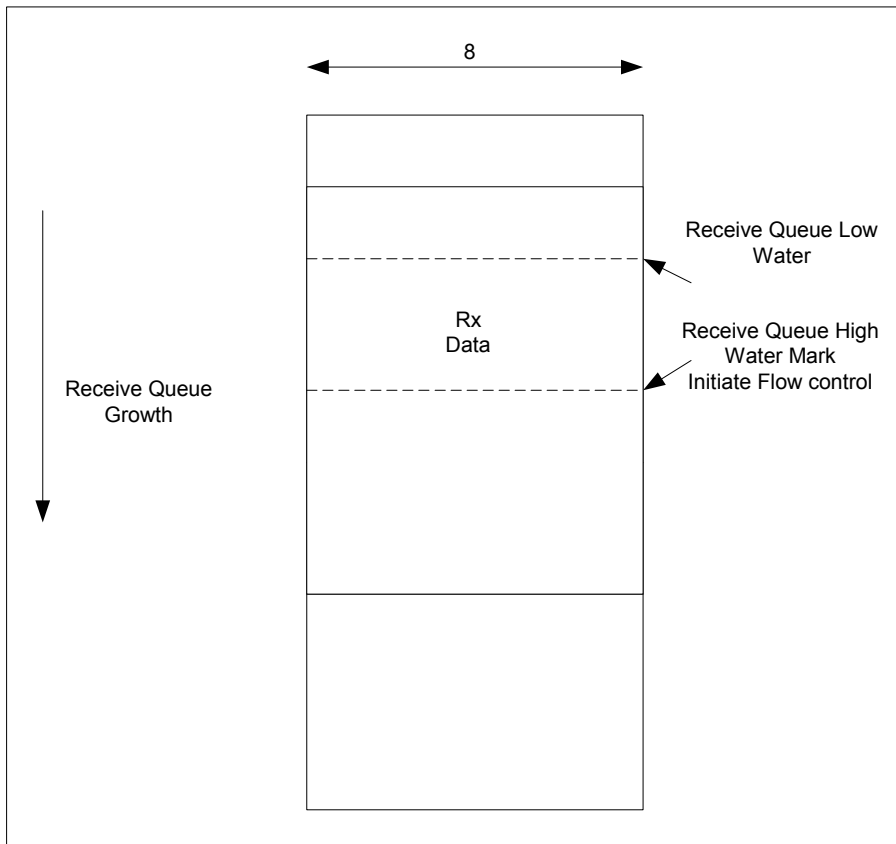 8
Receive Queue Low
Water
Rx
Data
Receive Queue High
Water Mark
Initiate Flow control
Receive Queue
Growth